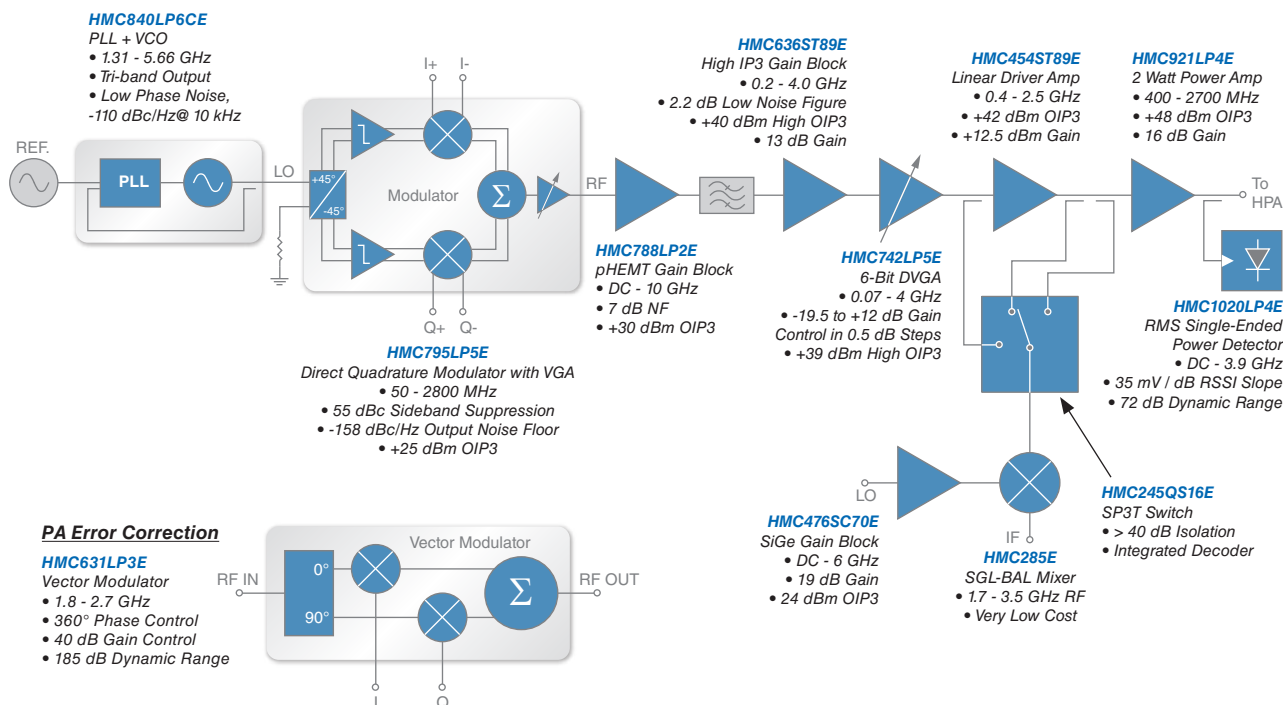 HMC840LP6CE
PLL + VCO
• 1.31 - 5.66 GHz
• Tri-band Output
• Low Phase Noise,
-110 dBc/Hz@ 10 kHz
REF.
PLL
LO
I+ I-
+45°
-45°
Modulator
Σ
RF
Q+ Q-
HMC795LP5E
Direct Quadrature Modulator with VGA
• 50 - 2800 MHz
• 55 dBc Sideband Suppression
• -158 dBc/Hz Output Noise Floor
• +25 dBm OIP3
HMC788LP2E
pHEMT Gain Block
• DC - 10 GHz
• 7 dB NF
• +30 dBm OIP3
HMC636ST89E
High IP3 Gain Block
• 0.2 - 4.0 GHz
• 2.2 dB Low Noise Figure
• +40 dBm High OIP3
• 13 dB Gain
HMC742LP5E
6-Bit DVGA
• 0.07 - 4 GHz
• -19.5 to +12 dB Gain
Control in 0.5 dB Steps
• +39 dBm High OIP3
HMC454ST89E
Linear Driver Amp
• 0.4 - 2.5 GHz
• +42 dBm OIP3
• +12.5 dBm Gain
HMC921LP4E
2 Watt Power Amp
• 400 - 2700 MHz
• +48 dBm OIP3
• 16 dB Gain
To
HPA
HMC1020LP4E
RMS Single-Ended
Power Detector
• DC - 3.9 GHz
• 35 mV / dB RSSI Slope
• 72 dB Dynamic Range
HMC245QS16E
SP3T Switch
• > 40 dB Isolation
• Integrated Decoder
LO
HMC476SC70E
SiGe Gain Block
• DC - 6 GHz
• 19 dB Gain
• 24 dBm OIP3
IF
HMC285E
SGL-BAL Mixer
• 1.7 - 3.5 GHz RF
• Very Low Cost
PA Error Correction
HMC631LP3E
Vector Modulator
• 1.8 - 2.7 GHz
• 360° Phase Control
• 40 dB Gain Control
• 185 dB Dynamic Range
RF IN
0°
90°
Vector Modulator
Σ
RF OUT
I Q